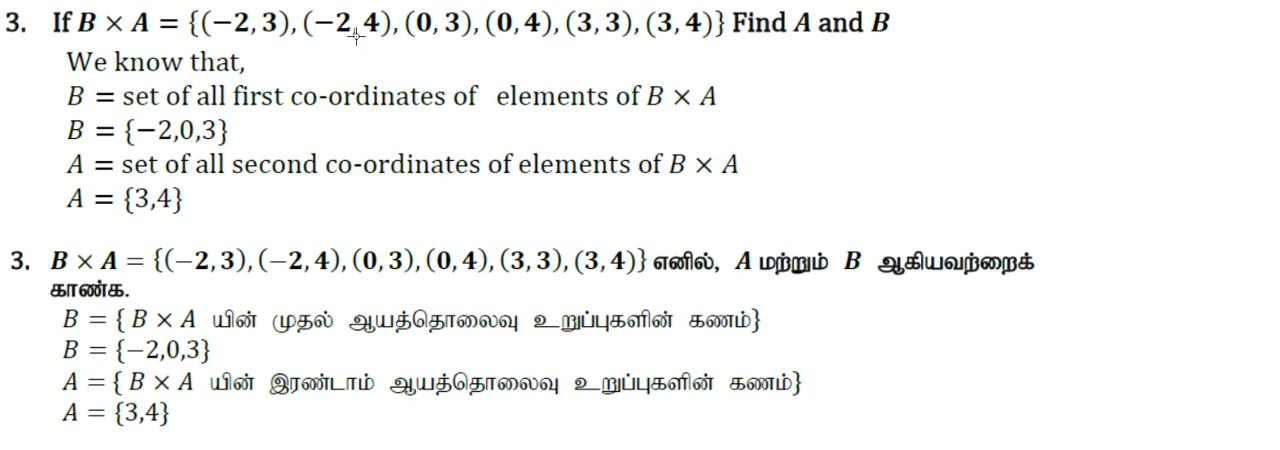 3. If B × A = {(−2, 3), (−2, 4), (0, 3), (0, 4), (3, 3), (3, 4)} Find A and B
We know that,
B = set of all first co-ordinates of elements of B × A
B = {−2,0,3}
A = set of all second co-ordinates of elements of B × A
A = {3,4}
3. B × A = {(−2, 3), (−2, 4), (0, 3), (0, 4), (3, 3), (3, 4)} எனில், A மற்றும் B ஆகியவற்றைக்
காண்க.
B = { B × A யின் முதல் ஆயத்தொலைவு உறுப்புகளின் கணம்}
B = {−2,0,3}
A = { B × A யின் இரண்டாம் ஆயத்தொலைவு உறுப்புகளின் கணம்}
A = {3,4}